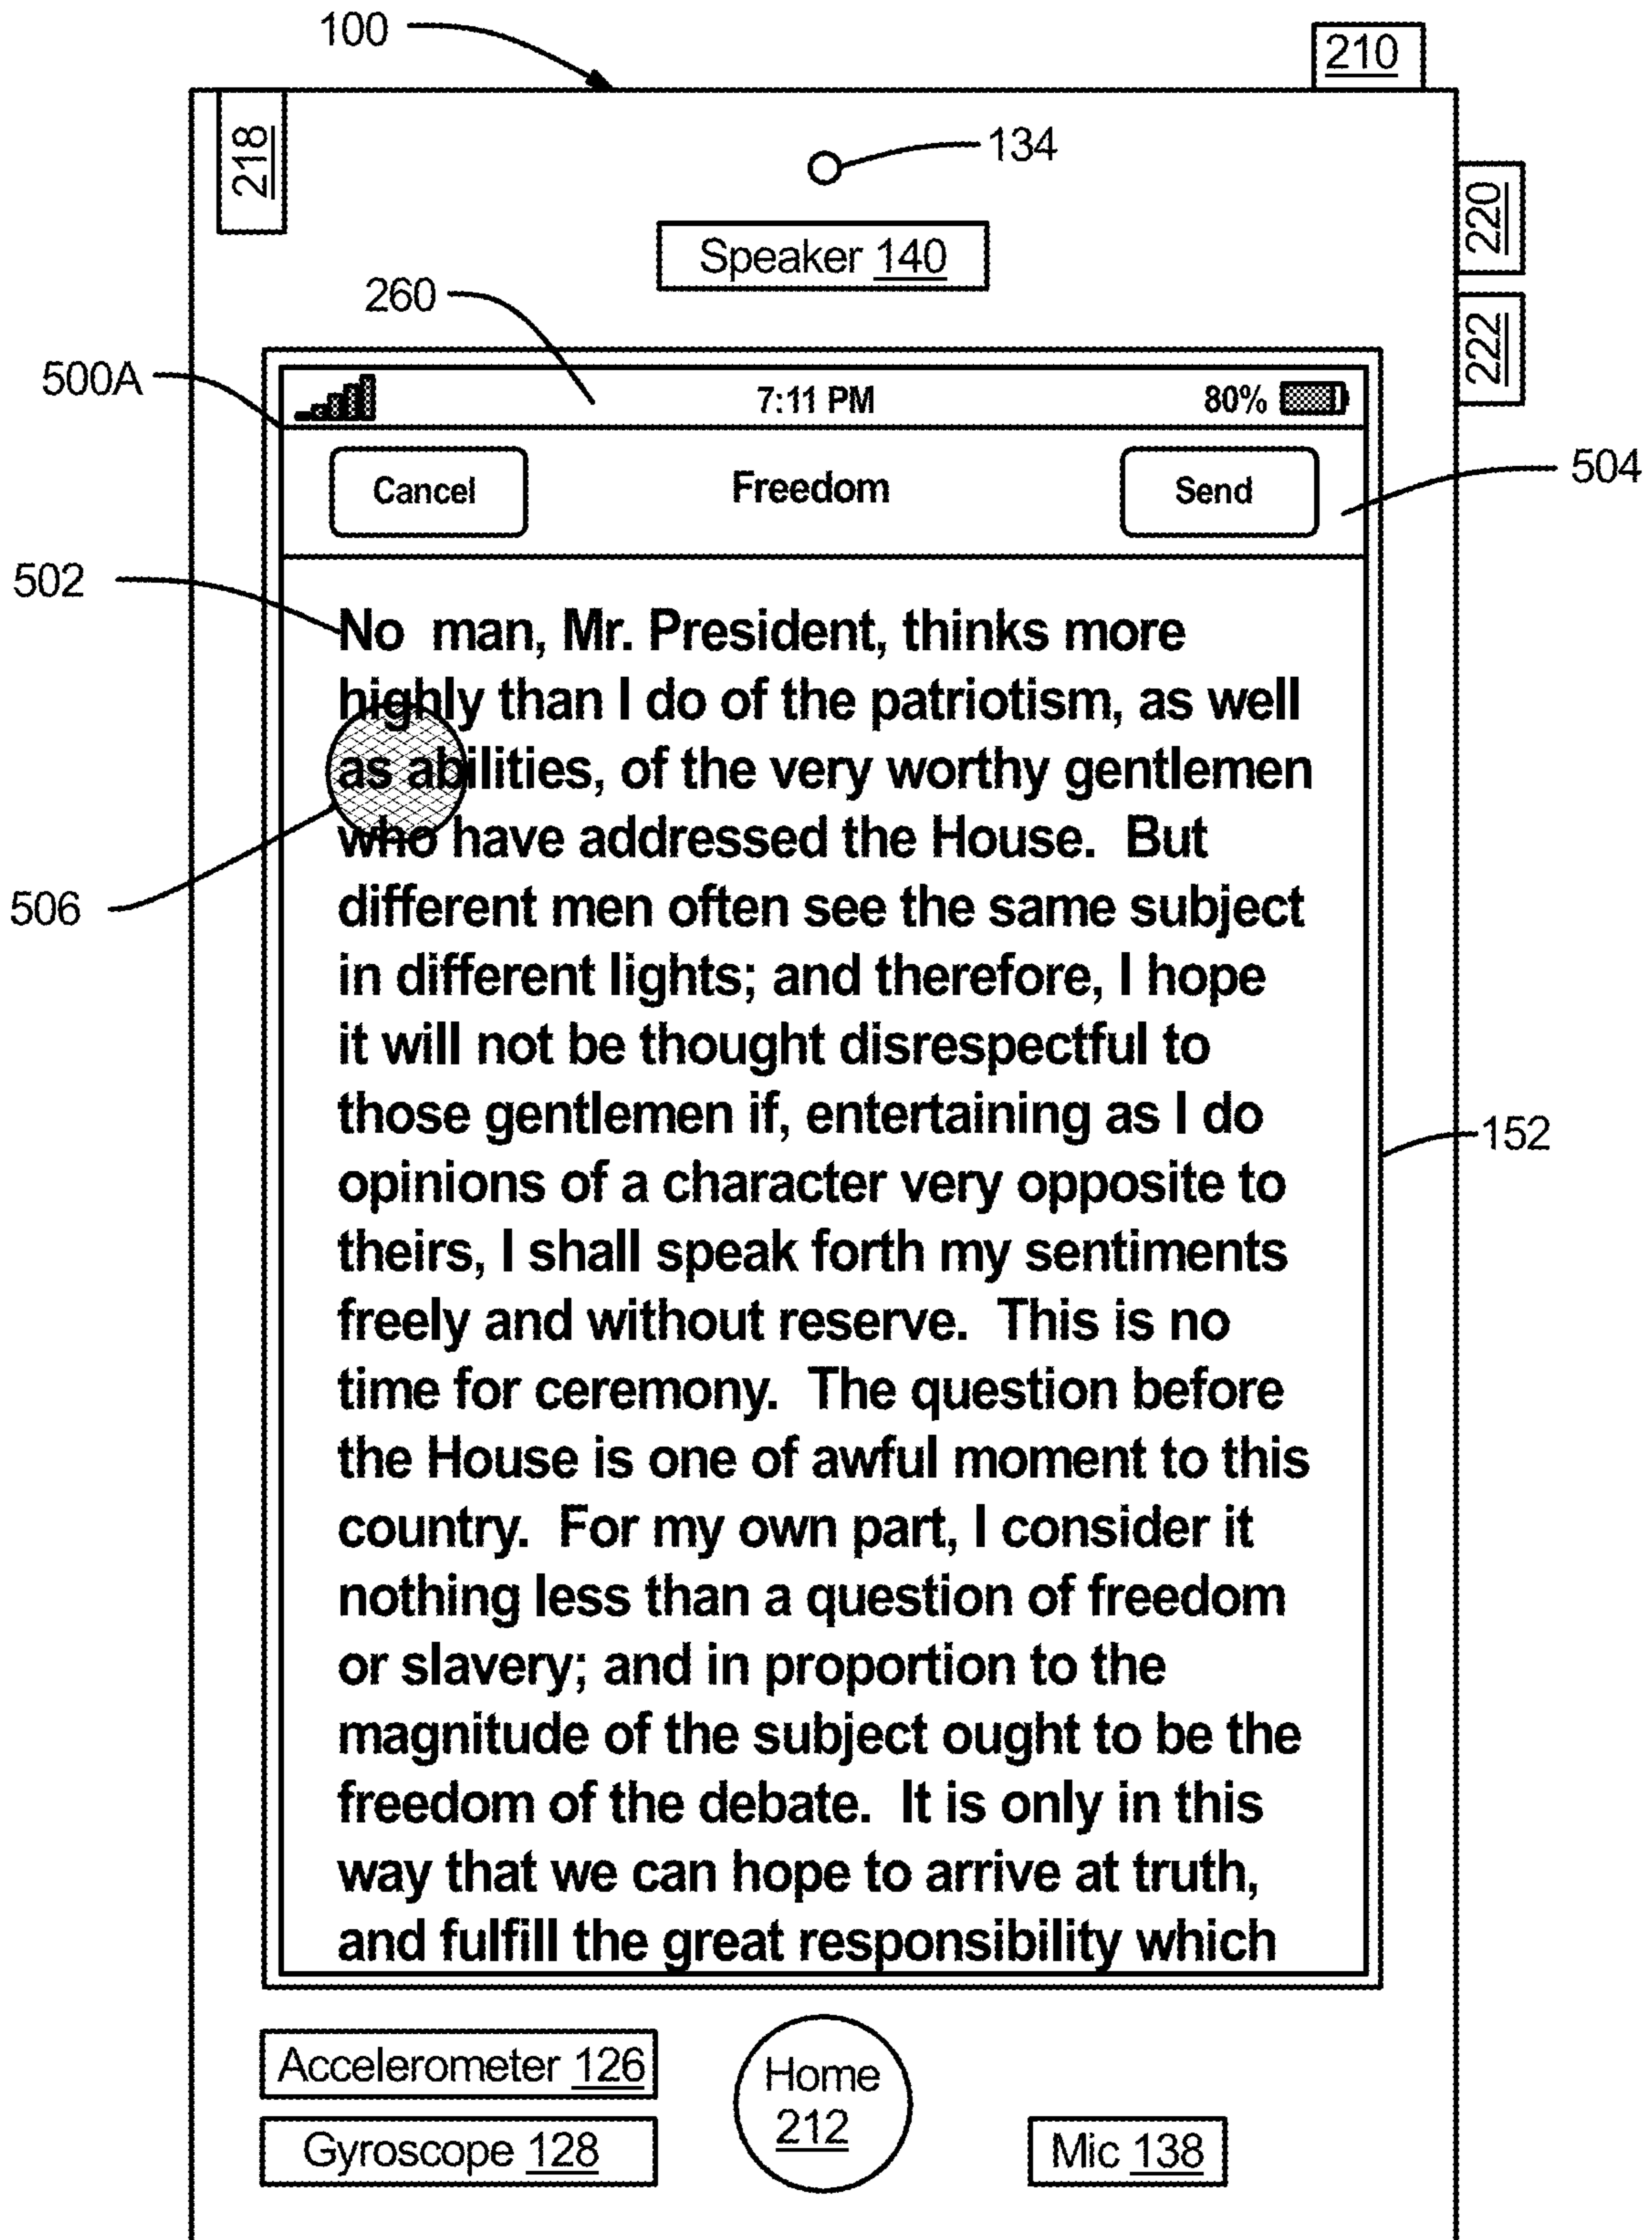 100
210
218
134
220
Speaker 140
260
222
500A
7:11 PM
80%
Cancel
Freedom
Send
504
502
No man, Mr. President, thinks more
highly than I do of the patriotism, as well
as abilities, of the very worthy gentlemen
who have addressed the House. But
506
different men often see the same subject
in different lights; and therefore, I hope
it will not be thought disrespectful to
those gentlemen if, entertaining as I do
152
opinions of a character very opposite to
theirs, I shall speak forth my sentiments
freely and without reserve. This is no
time for ceremony. The question before
the House is one of awful moment to this
country. For my own part, I consider it
nothing less than a question of freedom
or slavery; and in proportion to the
magnitude of the subject ought to be the
freedom of the debate. It is only in this
way that we can hope to arrive at truth,
and fulfill the great responsibility which
Accelerometer 126
Home
212
Gyroscope 128
Mic 138